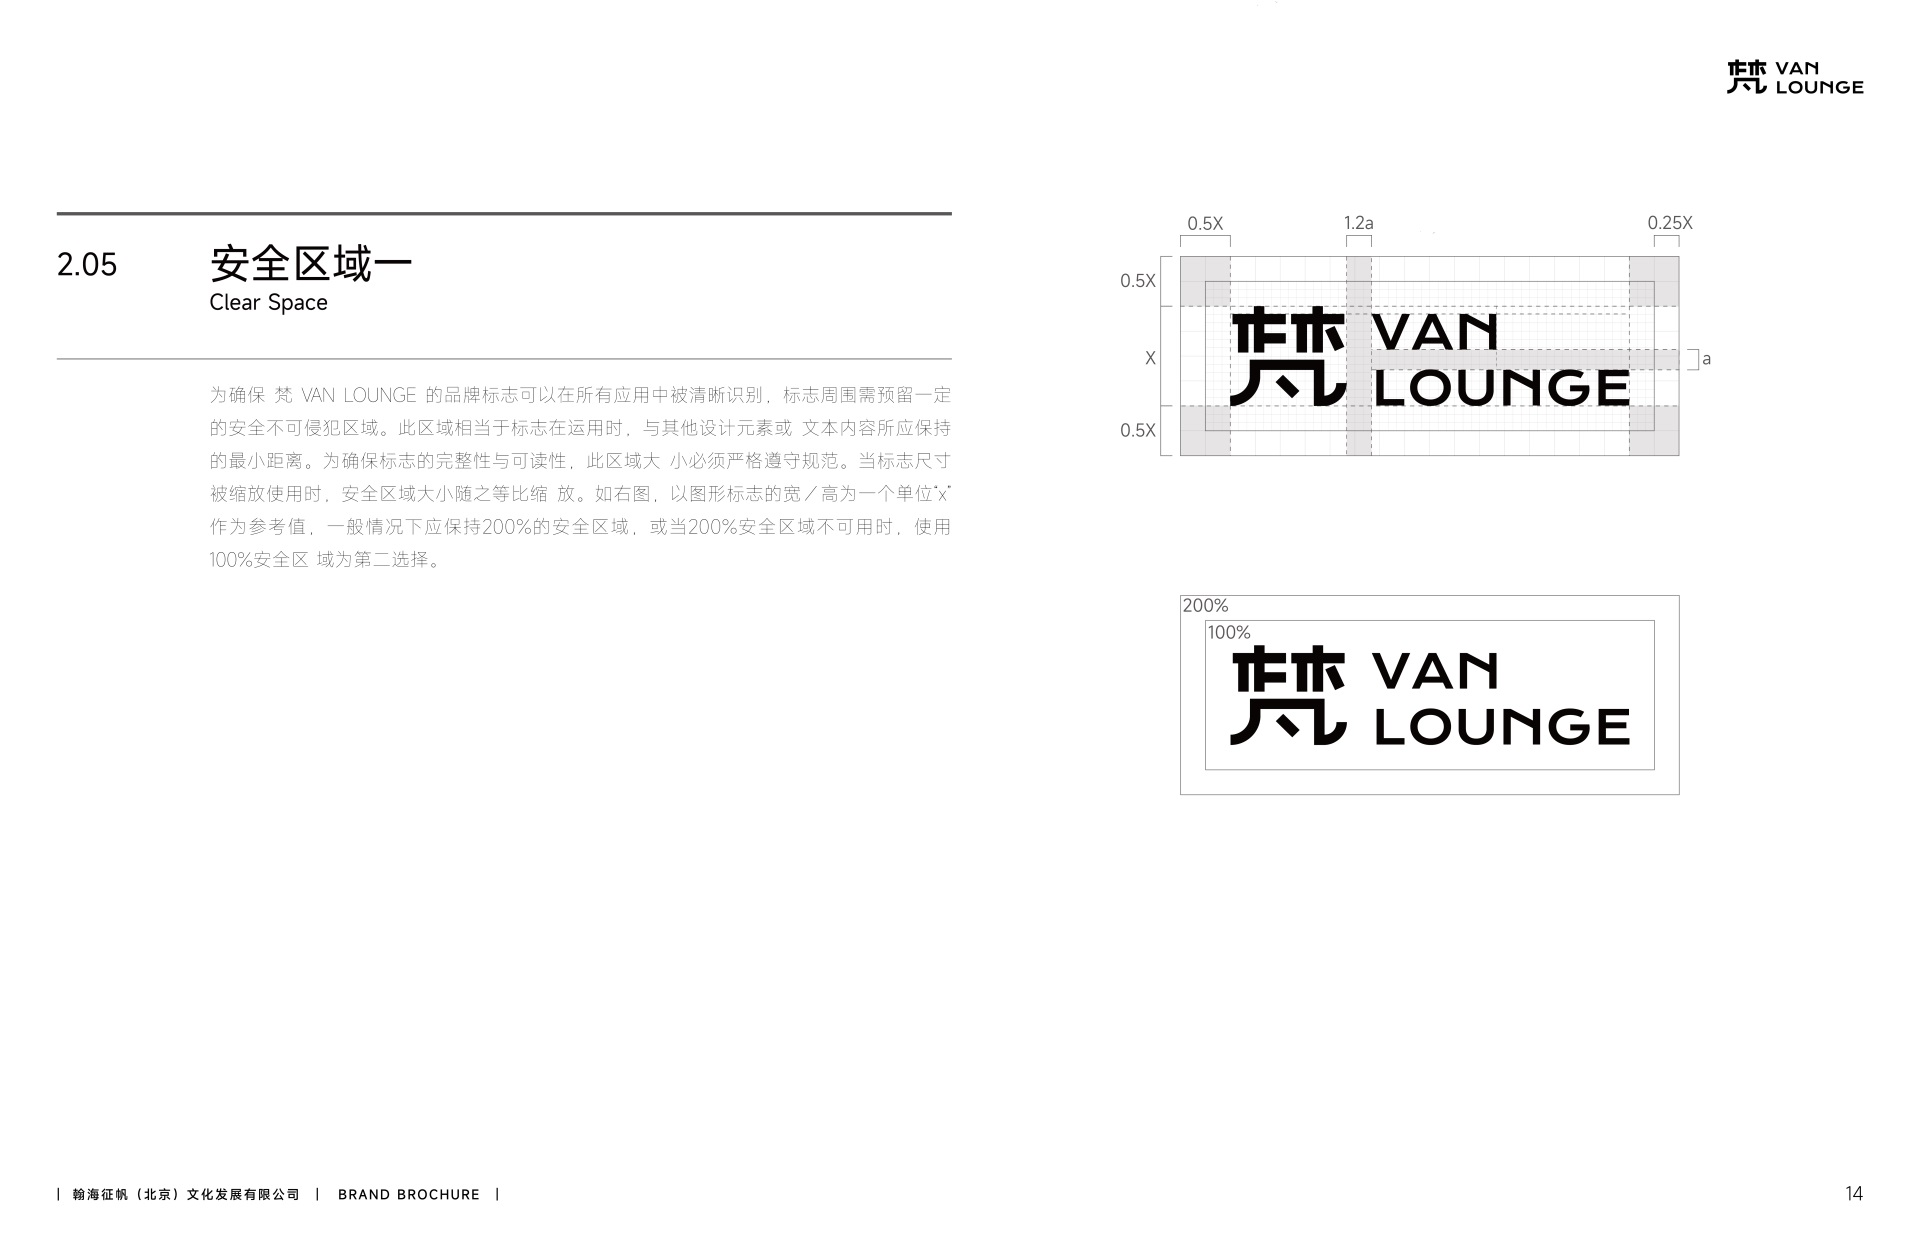 梵 VAN
LOUNGE
2.05
安全区域一
Clear Space
为确保 梵 VAN LOUNGE 的品牌标志可以在所有应用中被清晰识别，标志周围需预留一定
的安全不可侵犯区域。此区域相当于标志在运用时，与其他设计元素或 文本内容所应保持
的最小距离。为确保标志的完整性与可读性，此区域大 小必须严格遵守规范。当标志尺寸
被缩放使用时，安全区域大小随之等比缩 放。如右图，以图形标志的宽／高为一个单位“x”
作为参考值，一般情况下应保持200%的安全区域，或当200%安全区域不可用时，使用
100%安全区 域为第二选择。
0.5X
1.2a
0.25X
0.5X
X
0.5X
a
梵 VAN
LOUNGE
200%
100%
梵 VAN
LOUNGE
| 翰海征帆（北京）文化发展有限公司 | BRAND BROCHURE |
14